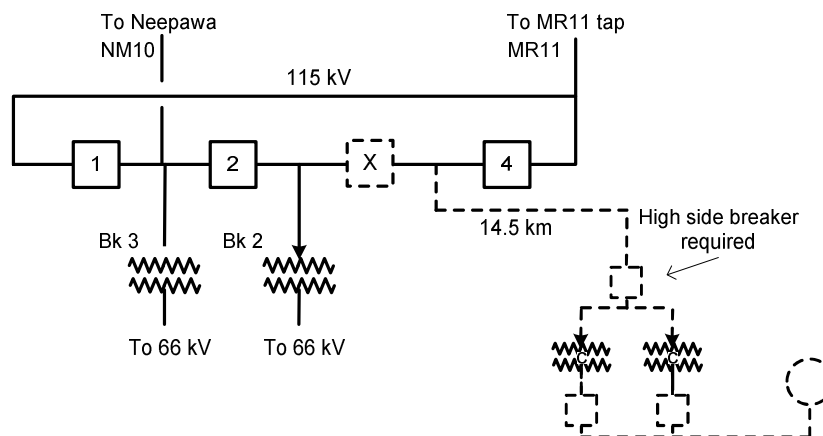 To Neepawa
NM10
To MR11 tap
MR11
115 kV
1
2
X
4
14.5 km
High side breaker
required
Bk 3
Bk 2
To 66 kV
To 66 kV
C
C